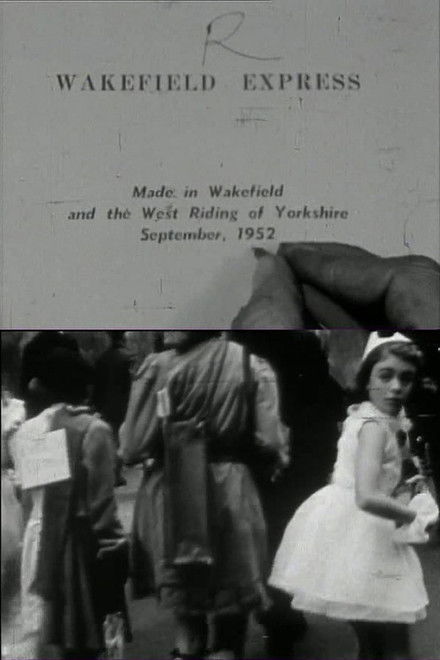 R
WAKEFIELD EXPRESS
Made in Wakefield
and the West Riding of Yorkshire
September, 1952